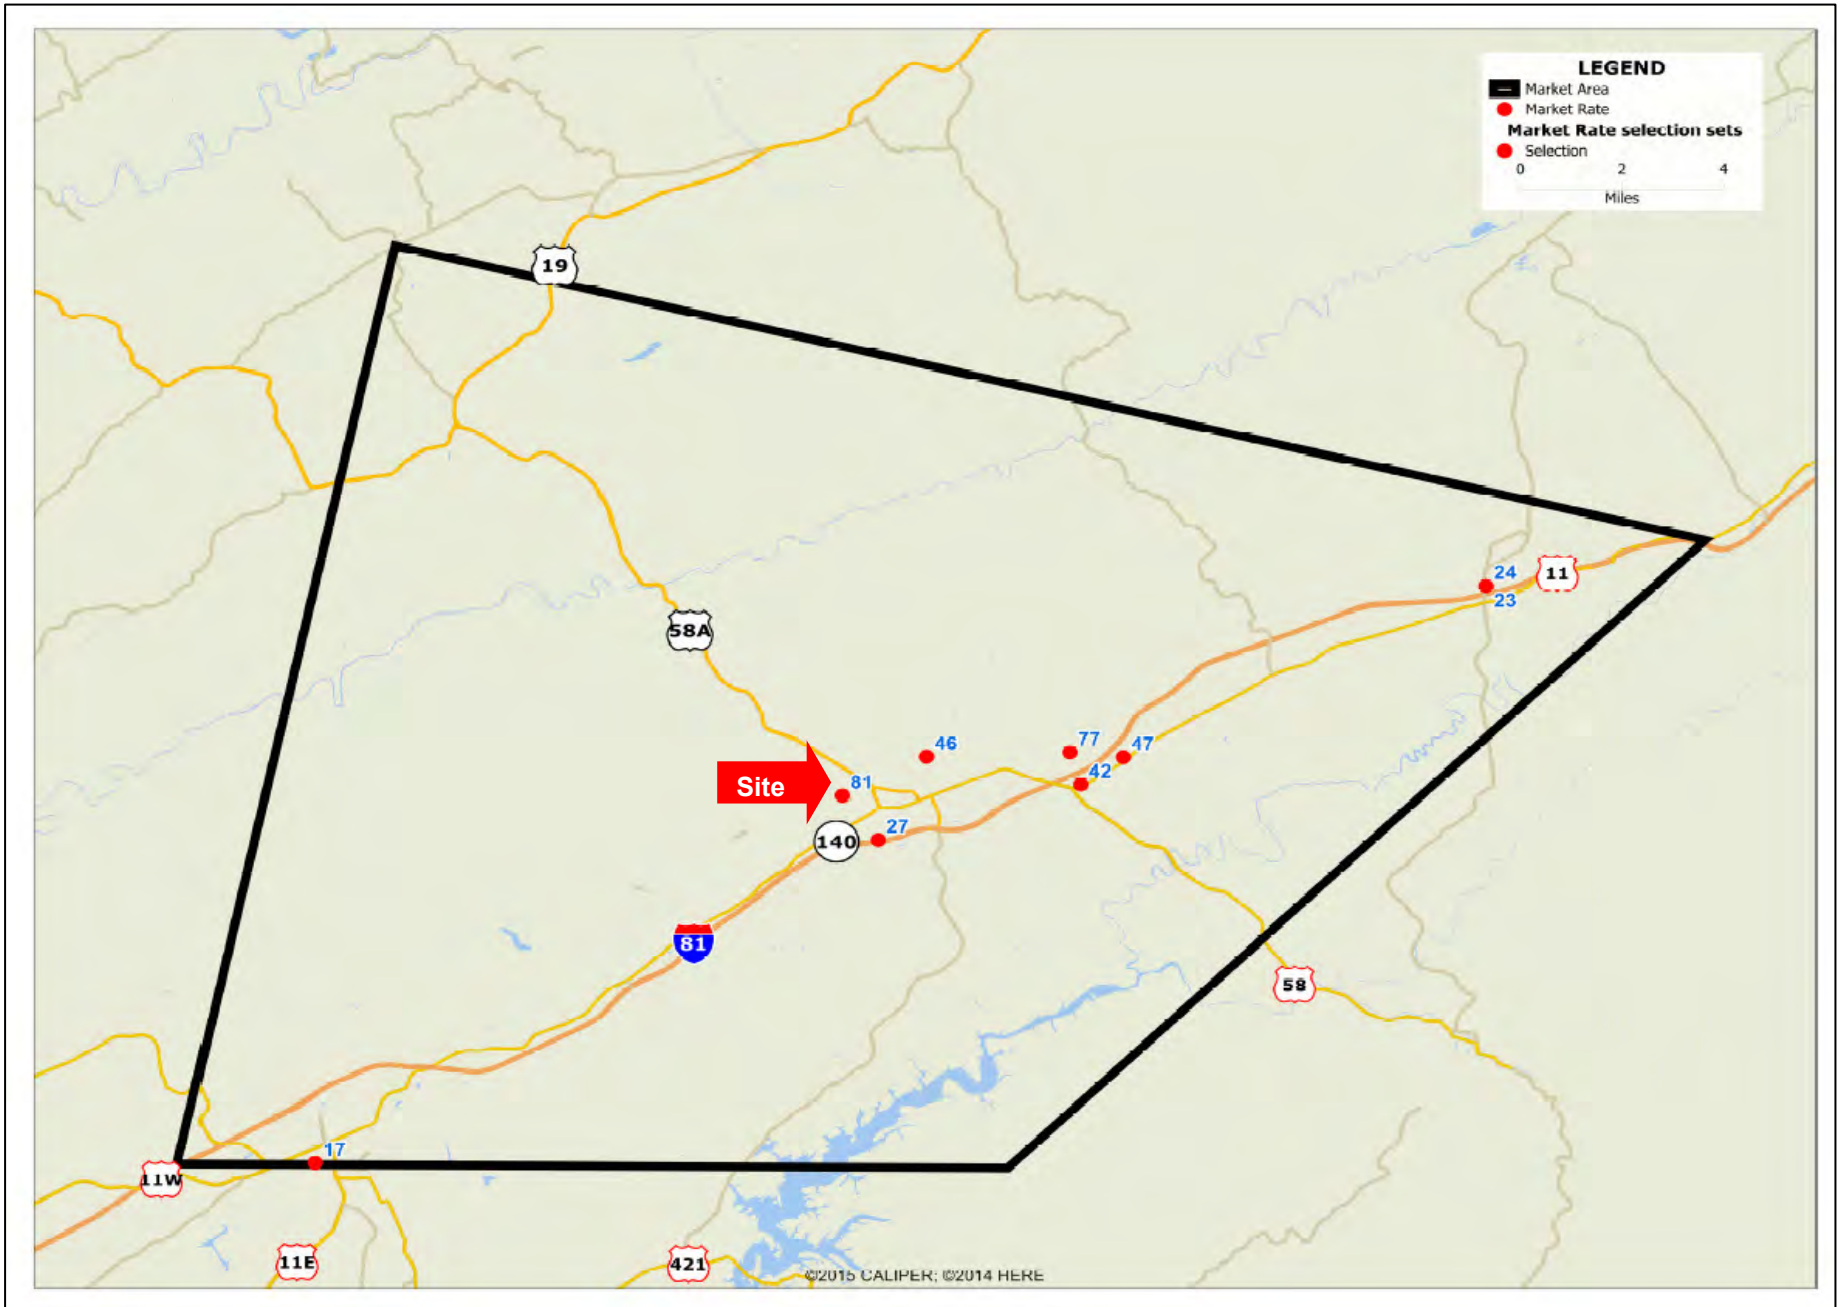 LEGEND
Market Area
Market Rate
Market Rate selection sets
Selection
0 2 4
Miles
19
24
11
23
58A
46
77
47
42
81
Site
27
140
81
58
17
11W
11E
421
©2015 CALIPER; ©2014 HERE